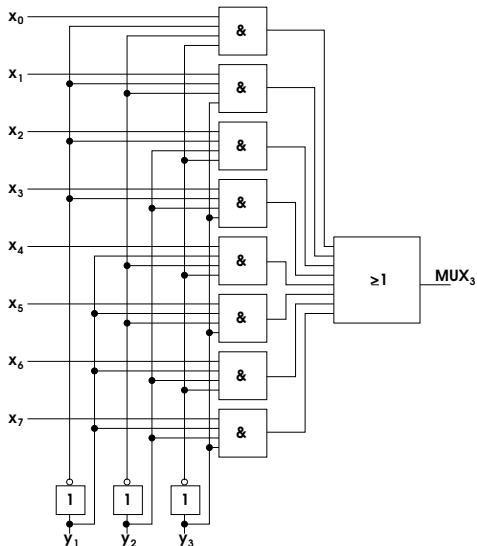 x₀
&
x₁
&
x₂
&
x₃
&
x₄
&
≥1
MUX₃
x₅
&
x₆
&
x₇
&
1
1
1
y₁
y₂
y₃